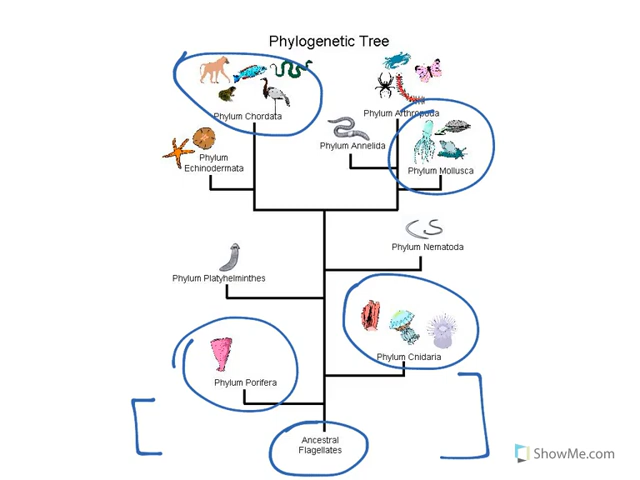 Phylogenetic Tree
Phylum Chordata
Phylum Arthropoda
Phylum Annelida
Phylum
Echinodermata
Phylum Mollusca
Phylum Nematoda
Phylum Platyhelminthes
Phylum Cnidaria
Phylum Porifera
Ancestral
Flagellates
ShowMe.com